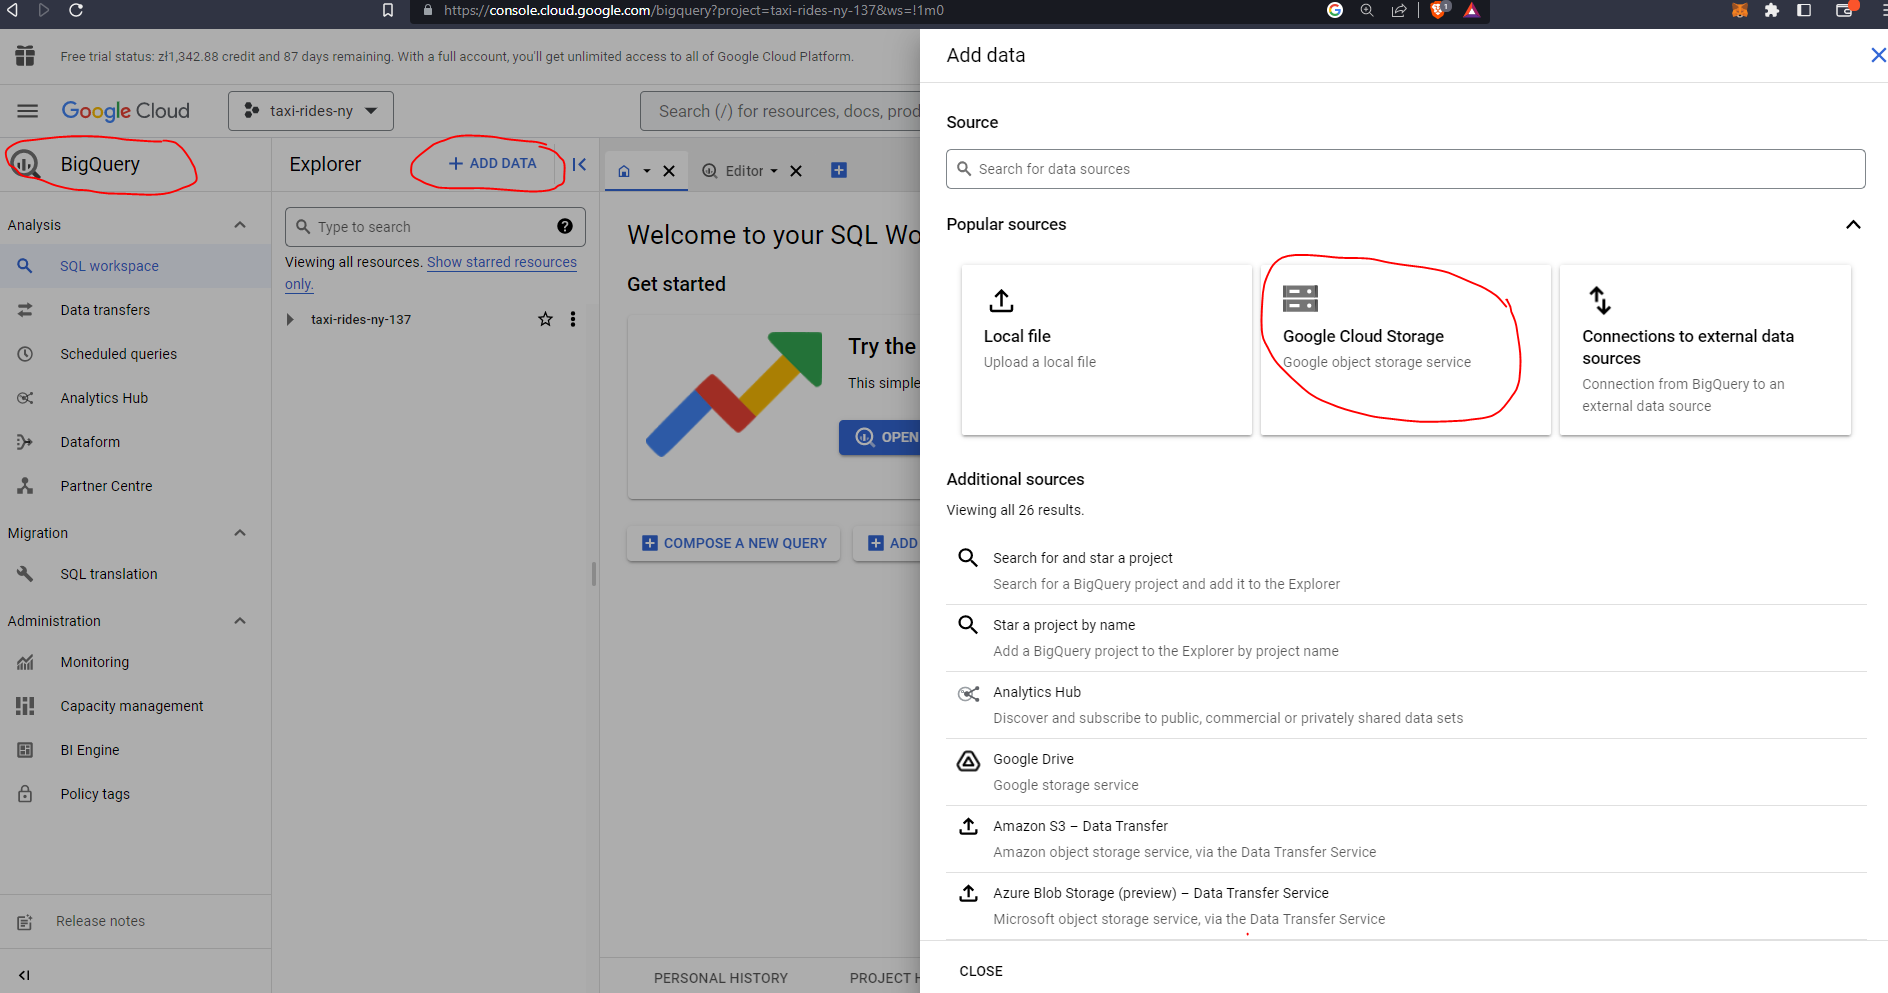 https://console.cloud.google.com/bigquery?project=taxi-rides-ny-137&ws=!1m0
1
Free trial status: zł1,342.88 credit and 87 days remaining. With a full account, you'll get unlimited access to all of Google Cloud Platform.
Google Cloud
taxi-rides-ny
Search (/) for resources, docs, prod
BigQuery
Analysis
SQL workspace
Data transfers
Scheduled queries
Analytics Hub
Dataform
Partner Centre
Migration
SQL translation
Administration
Monitoring
Capacity management
BI Engine
Policy tags
Release notes
Explorer
+ ADD DATA
Type to search
Viewing all resources. Show starred resources
only.
taxi-rides-ny-137
Editor
Welcome to your SQL Wo
Get started
Try the
This simple
OPEN
COMPOSE A NEW QUERY
ADD
PERSONAL HISTORY
PROJECT H
Add data
Source
Search for data sources
Popular sources
Local file
Upload a local file
Google Cloud Storage
Google object storage service
Connections to external data
sources
Connection from BigQuery to an
external data source
Additional sources
Viewing all 26 results.
Search for and star a project
Search for a BigQuery project and add it to the Explorer
Star a project by name
Add a BigQuery project to the Explorer by project name
Analytics Hub
Discover and subscribe to public, commercial or privately shared data sets
Google Drive
Google storage service
Amazon S3 – Data Transfer
Amazon object storage service, via the Data Transfer Service
Azure Blob Storage (preview) – Data Transfer Service
Microsoft object storage service, via the Data Transfer Service
CLOSE